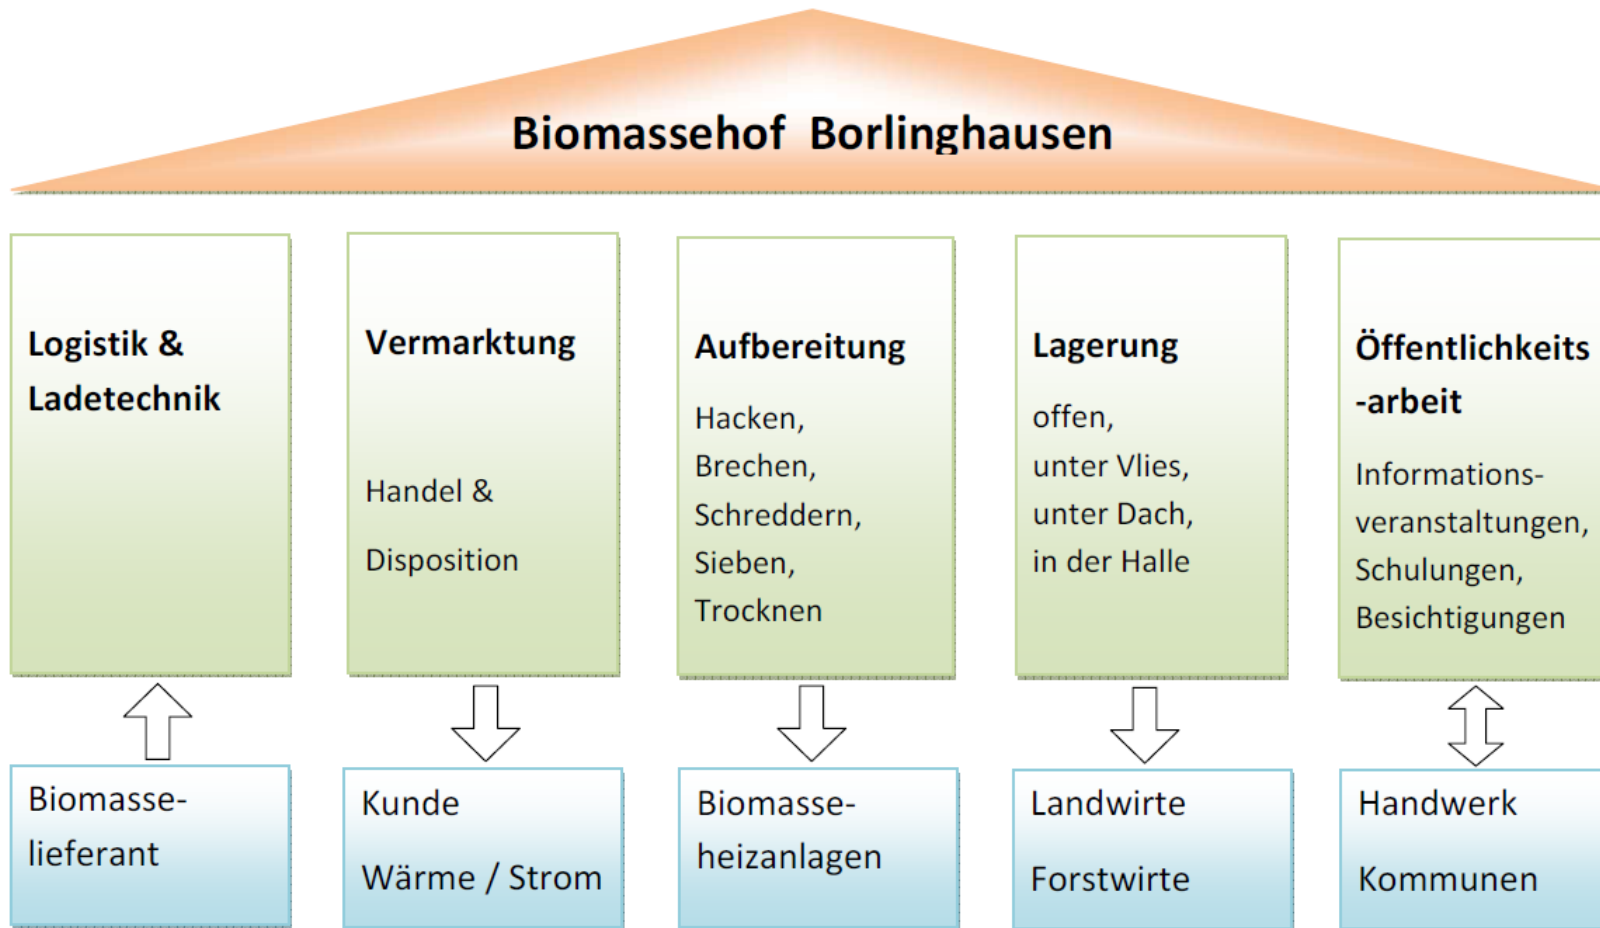 Biomassehof Borlinghausen
Logistik &
Ladetechnik
Vermarktung
Handel &
Disposition
Aufbereitung
Hacken,
Brechen,
Schreddern,
Sieben,
Trocknen
Lagerung
offen,
unter Vlies,
unter Dach,
in der Halle
Öffentlichkeits
-arbeit
Informations-
veranstaltungen,
Schulungen,
Besichtigungen
Biomasse-
lieferant
Kunde
Wärme / Strom
Biomasse-
heizanlagen
Landwirte
Forstwirte
Handwerk
Kommunen